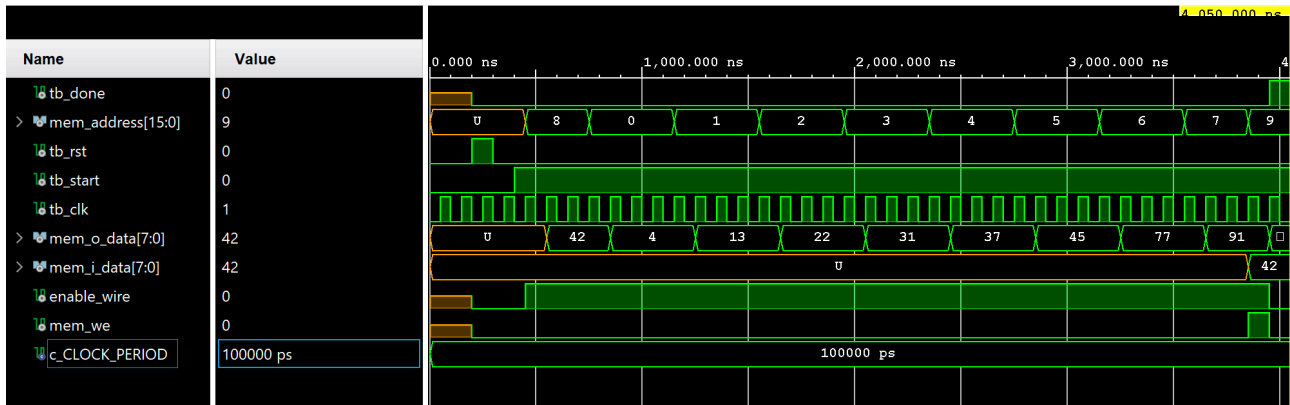 4,050.000 ns
Name Value
0.000 ns 1,000.000 ns 2,000.000 ns 3,000.000 ns 4
tb_done 0
mem_address[15:0] 9 U 8 0 1 2 3 4 5 6 7 9
tb_rst 0
tb_start 0
tb_clk 1
mem_o_data[7:0] 42 U 42 4 13 22 31 37 45 77 91
mem_i_data[7:0] 42 U 42
enable_wire 0
mem_we 0
c_CLOCK_PERIOD 100000 ps 100000 ps